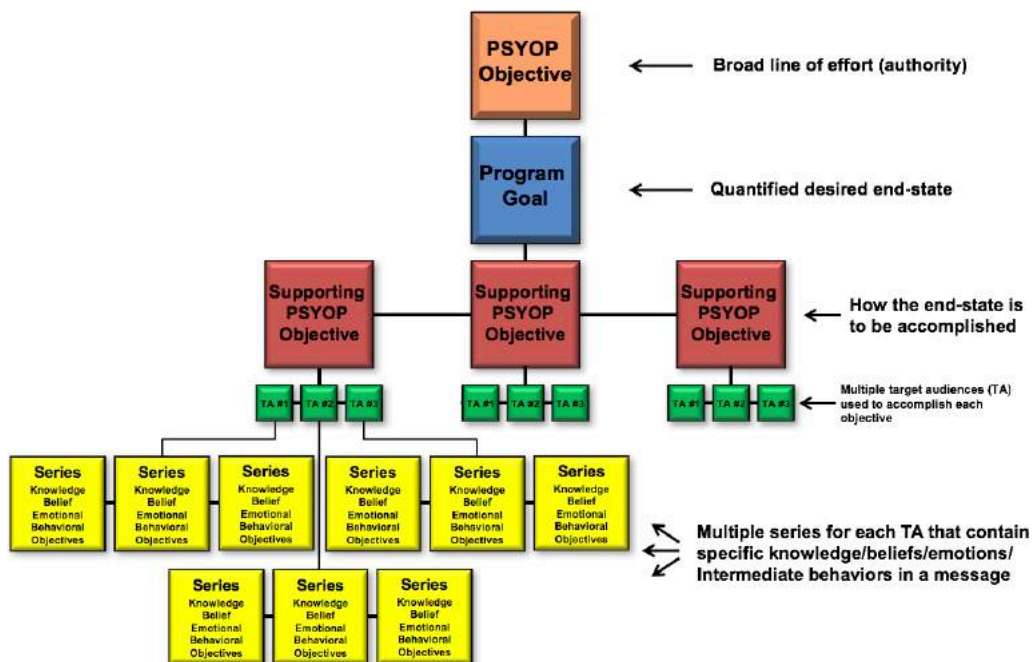 PSYOP
Objective
Broad line of effort (authority)
Program
Goal
Quantified desired end-state
Supporting
PSYOP
Objective
Supporting
PSYOP
Objective
Supporting
PSYOP
Objective
How the end-state is
to be accomplished
TA #1
TA #2
TA #3
TA #1
TA #2
TA #3
TA #1
TA #2
TA #3
Multiple target audiences (TA)
used to accomplish each
objective
Series
Knowledge
Belief
Emotional
Behavioral
Objectives
Series
Knowledge
Belief
Emotional
Behavioral
Objectives
Series
Knowledge
Belief
Emotional
Behavioral
Objectives
Series
Knowledge
Belief
Emotional
Behavioral
Objectives
Series
Knowledge
Belief
Emotional
Behavioral
Objectives
Series
Knowledge
Belief
Emotional
Behavioral
Objectives
Multiple series for each TA that contain
specific knowledge/beliefs/emotions/
Intermediate behaviors in a message
Series
Knowledge
Belief
Emotional
Behavioral
Objectives
Series
Knowledge
Belief
Emotional
Behavioral
Objectives
Series
Knowledge
Belief
Emotional
Behavioral
Objectives